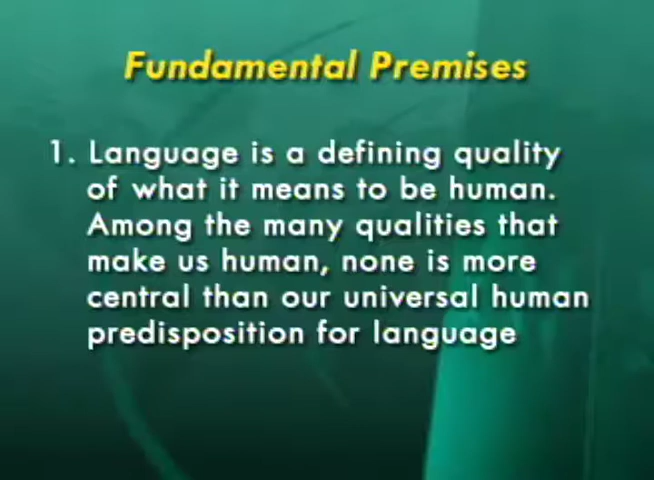 Fundamental Premises
1. Language is a defining quality
of what it means to be human.
Among the many qualities that
make us human, none is more
central than our universal human
predisposition for language